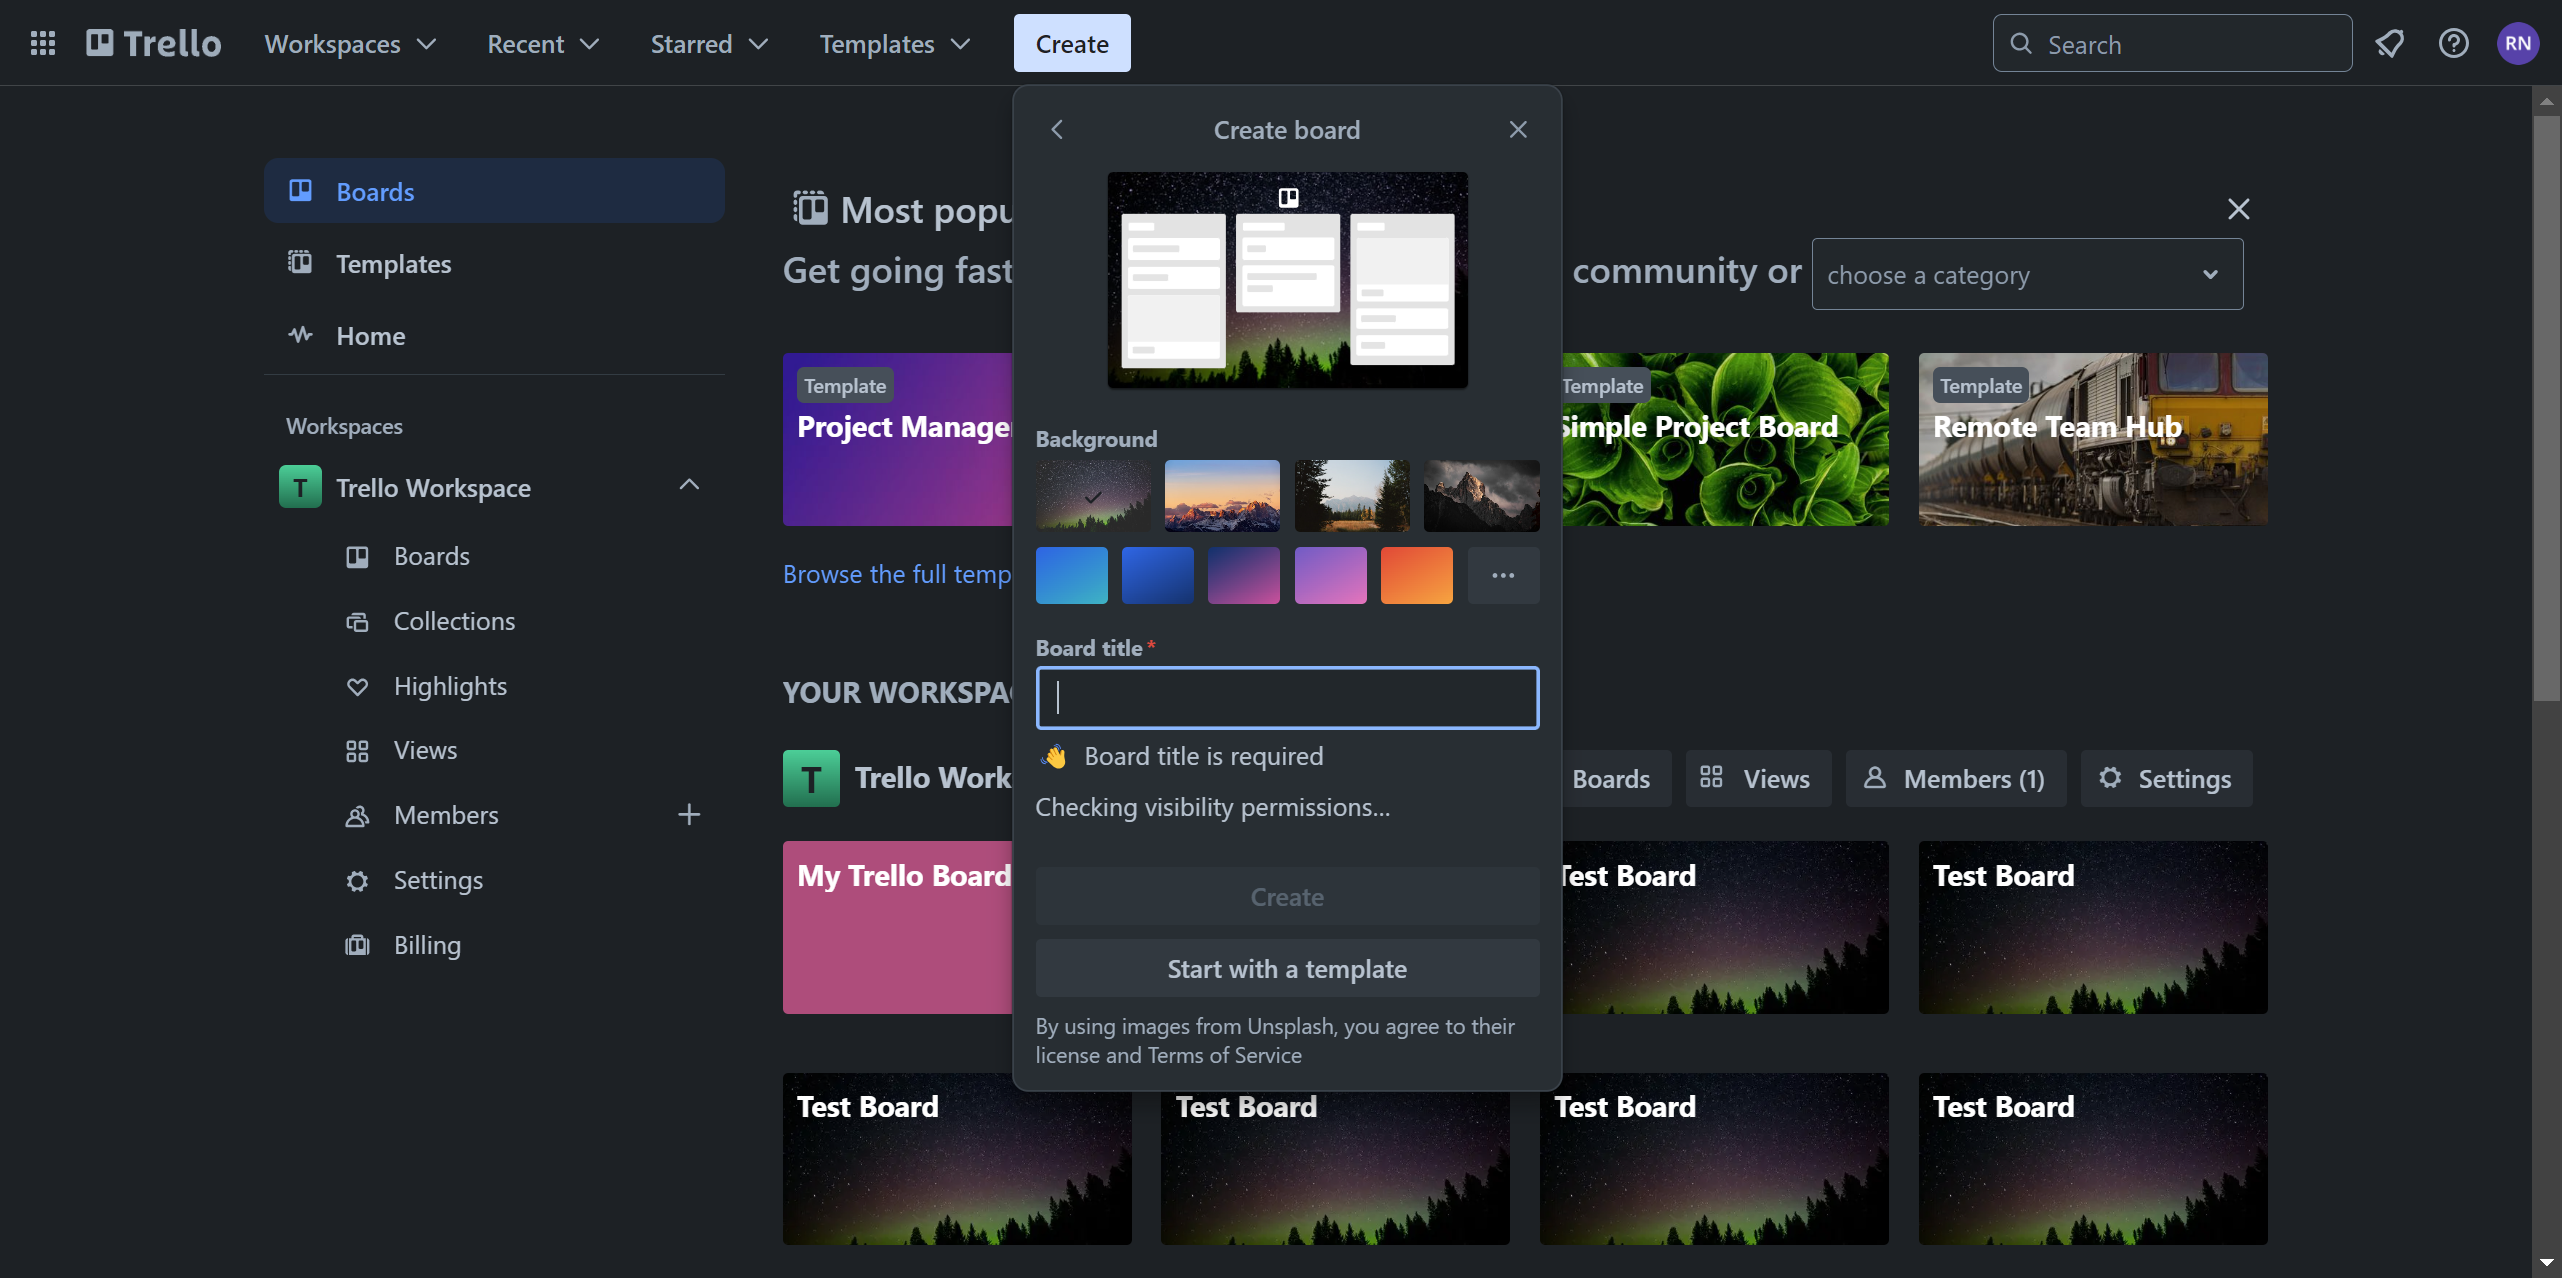 Trello
Workspaces
Recent
Starred
Templates
Create
Search
RN
Create board
Boards
Templates
Home
Workspaces
T
Trello Workspace
Boards
Collections
Highlights
Views
Members
Settings
Billing
Most popu
Get going fast
community or
choose a category
Template
Project Manage
Template
Simple Project Board
Template
Remote Team Hub
Browse the full temp
YOUR WORKSPA
T
Trello Work
Boards
Views
Members (1)
Settings
My Trello Board
Test Board
Test Board
Test Board
Test Board
Test Board
Test Board
Background
Board title *
👋 Board title is required
Checking visibility permissions...
Create
Start with a template
By using images from Unsplash, you agree to their
license and Terms of Service